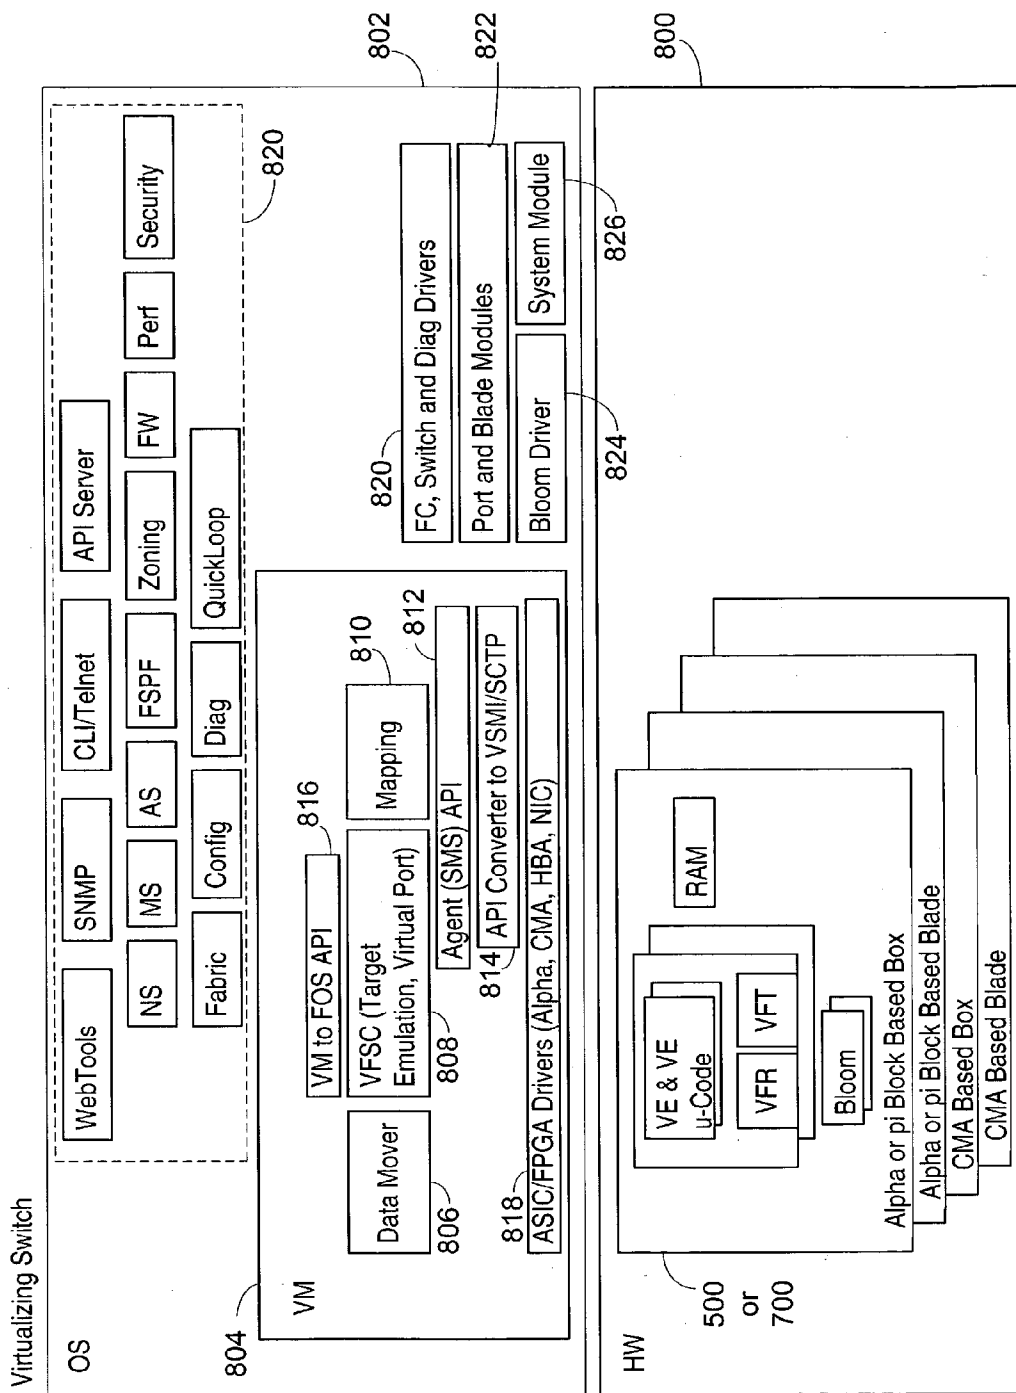 Virtualizing Switch
OS
802
WebTools
SNMP
CLI/Telnet
API Server
NS
MS
AS
FSPF
Zoning
FW
Perf
Security
Fabric
Config
Diag
QuickLoop
820
804
VM
VM to FOS API
816
Data Mover
806
VFSC (Target
Emulation, Virtual Port)
808
Mapping
810
Agent (SMS) API
812
API Converter to VSMI/SCTP
814
ASIC/FPGA Drivers (Alpha, CMA, HBA, NIC)
818
820
FC, Switch and Diag Drivers
Port and Blade Modules
822
Bloom Driver
824
System Module
826
HW
800
500
or
700
VE & VE
u-Code
VFR
VFT
RAM
Bloom
Alpha or pi Block Based Box
Alpha or pi Block Based Blade
CMA Based Box
CMA Based Blade